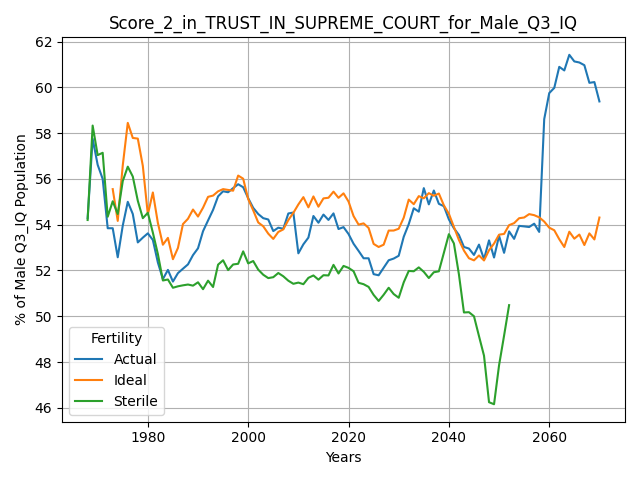 Score_2_in_TRUST_IN_SUPREME_COURT_for_Male_Q3_IQ
% of Male Q3_IQ Population
62
60
58
56
54
52
50
48
46
Fertility
Actual
Ideal
Sterile
1980
2000
2020
2040
2060
Years